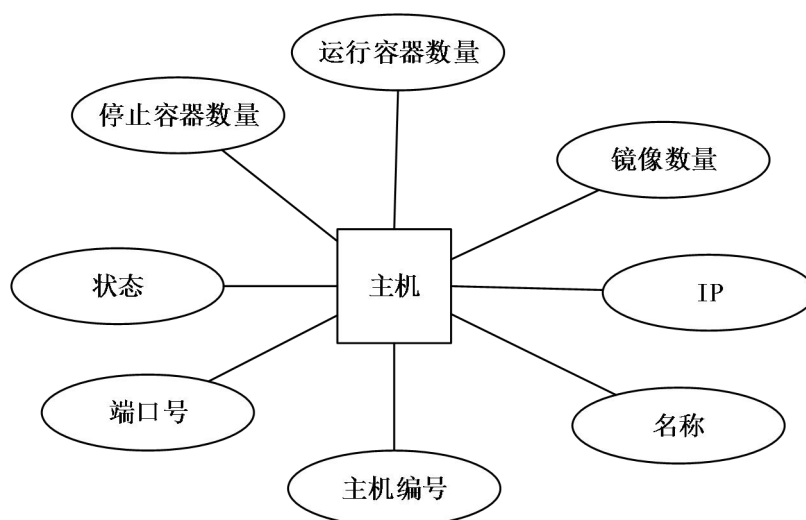 运行容器数量
停止容器数量
镜像数量
状态
主机
IP
端口号
名称
主机编号